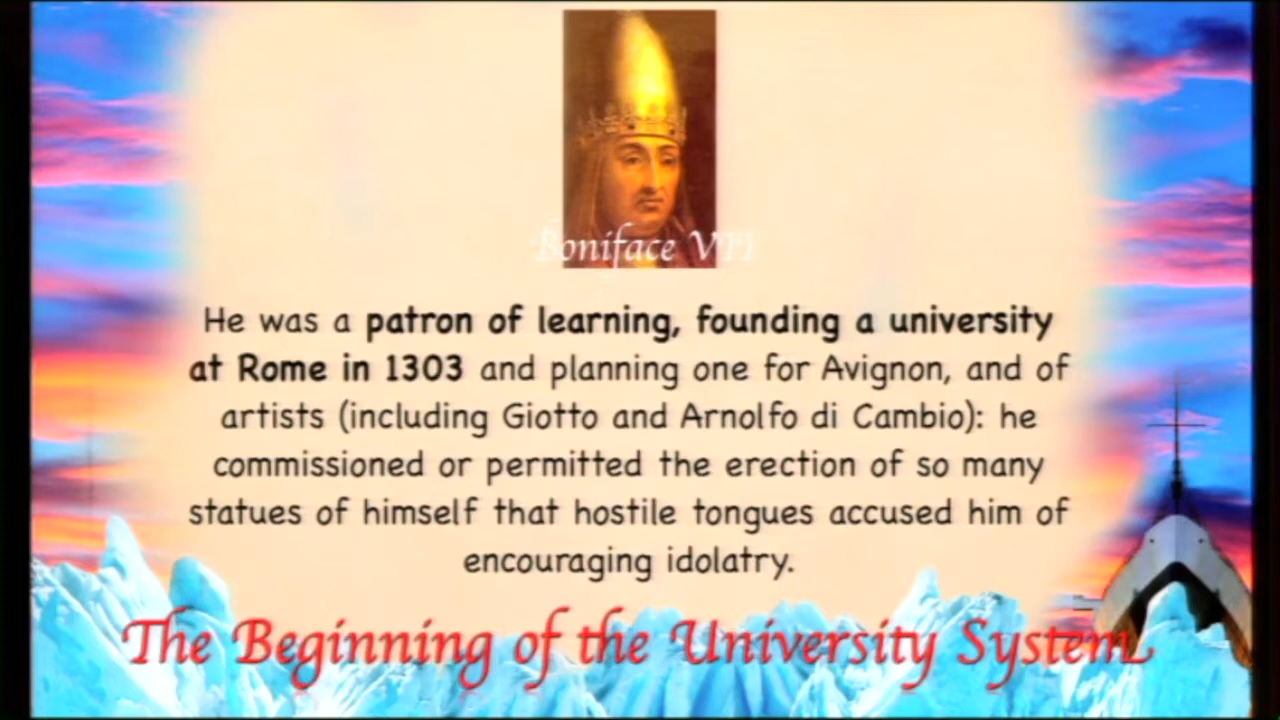 Boniface VIII
He was a patron of learning, founding a university
at Rome in 1303 and planning one for Avignon, and of
artists (including Giotto and Arnolfo di Cambio): he
commissioned or permitted the erection of so many
statues of himself that hostile tongues accused him of
encouraging idolatry.
The Beginning of the University System